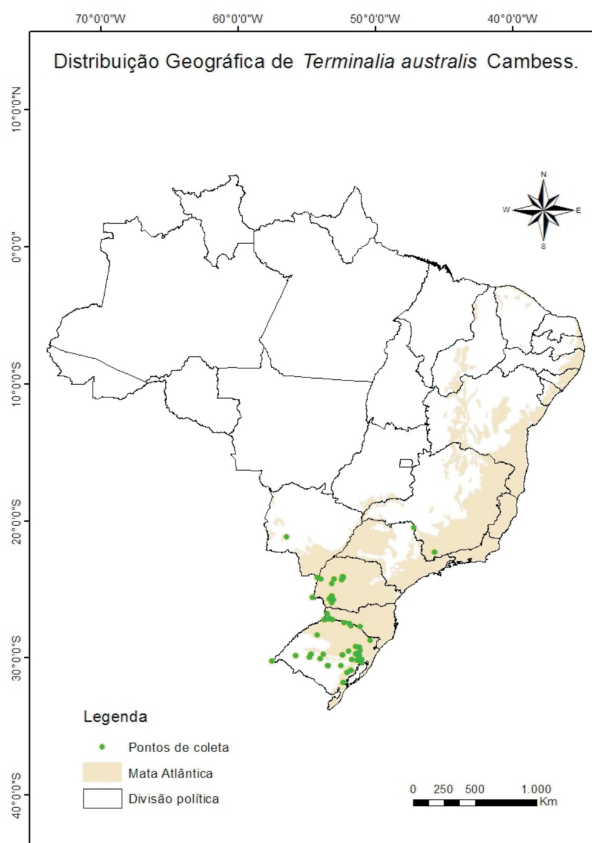 70°0'0"W 60°0'0"W 50°0'0"W 40°0'0"W
Distribuição Geográfica de Terminalia australis Cambess.
10°0'0"N
N
W E
S
0°0'0"
10°0'0"S
20°0'0"S
30°0'0"S
40°0'0"S
Legenda
Pontos de coleta
Mata Atlântica
Divisão política
0 250 500 1.000
Km